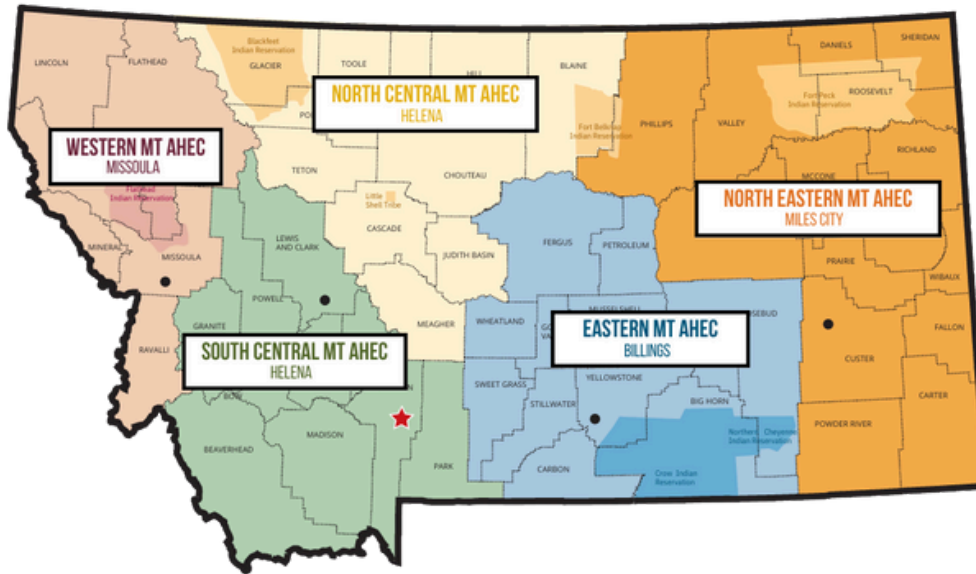 LINCOLN
FLATHEAD
Blackfeet
Indian Reservation
GLACIER
TOOLE
BLAINE
DANIELS
SHERIDAN
ROOSEVELT
Fort Peck
Indian Reservation
NORTH CENTRAL MT AHEC
HELENA
Fort Belknap
Indian Reservation
PHILLIPS
VALLEY
RICHLAND
WESTERN MT AHEC
MISSOULA
Flathead
Indian Reservation
TETON
CHOUTEAU
MCCONE
NORTH EASTERN MT AHEC
MILES CITY
Little
Shell Tribe
CASCADE
LEWIS
AND CLARK
FERGUS
PETROLEUM
MINERAL
MISSOULA
JUDITH BASIN
PRAIRIE
WIBAUX
POWELL
GRANITE
MEAGHER
WHEATLAND
MUSSELSHELL
EASTERN MT AHEC
BILLINGS
FALLON
RAVALLI
SOUTH CENTRAL MT AHEC
HELENA
CUSTER
SWEET GRASS
YELLOWSTONE
STILLWATER
BIG HORN
CARTER
BEAVERHEAD
MADISON
PARK
CARBON
Northern Cheyenne
Indian Reservation
POWDER RIVER
Crow Indian
Reservation